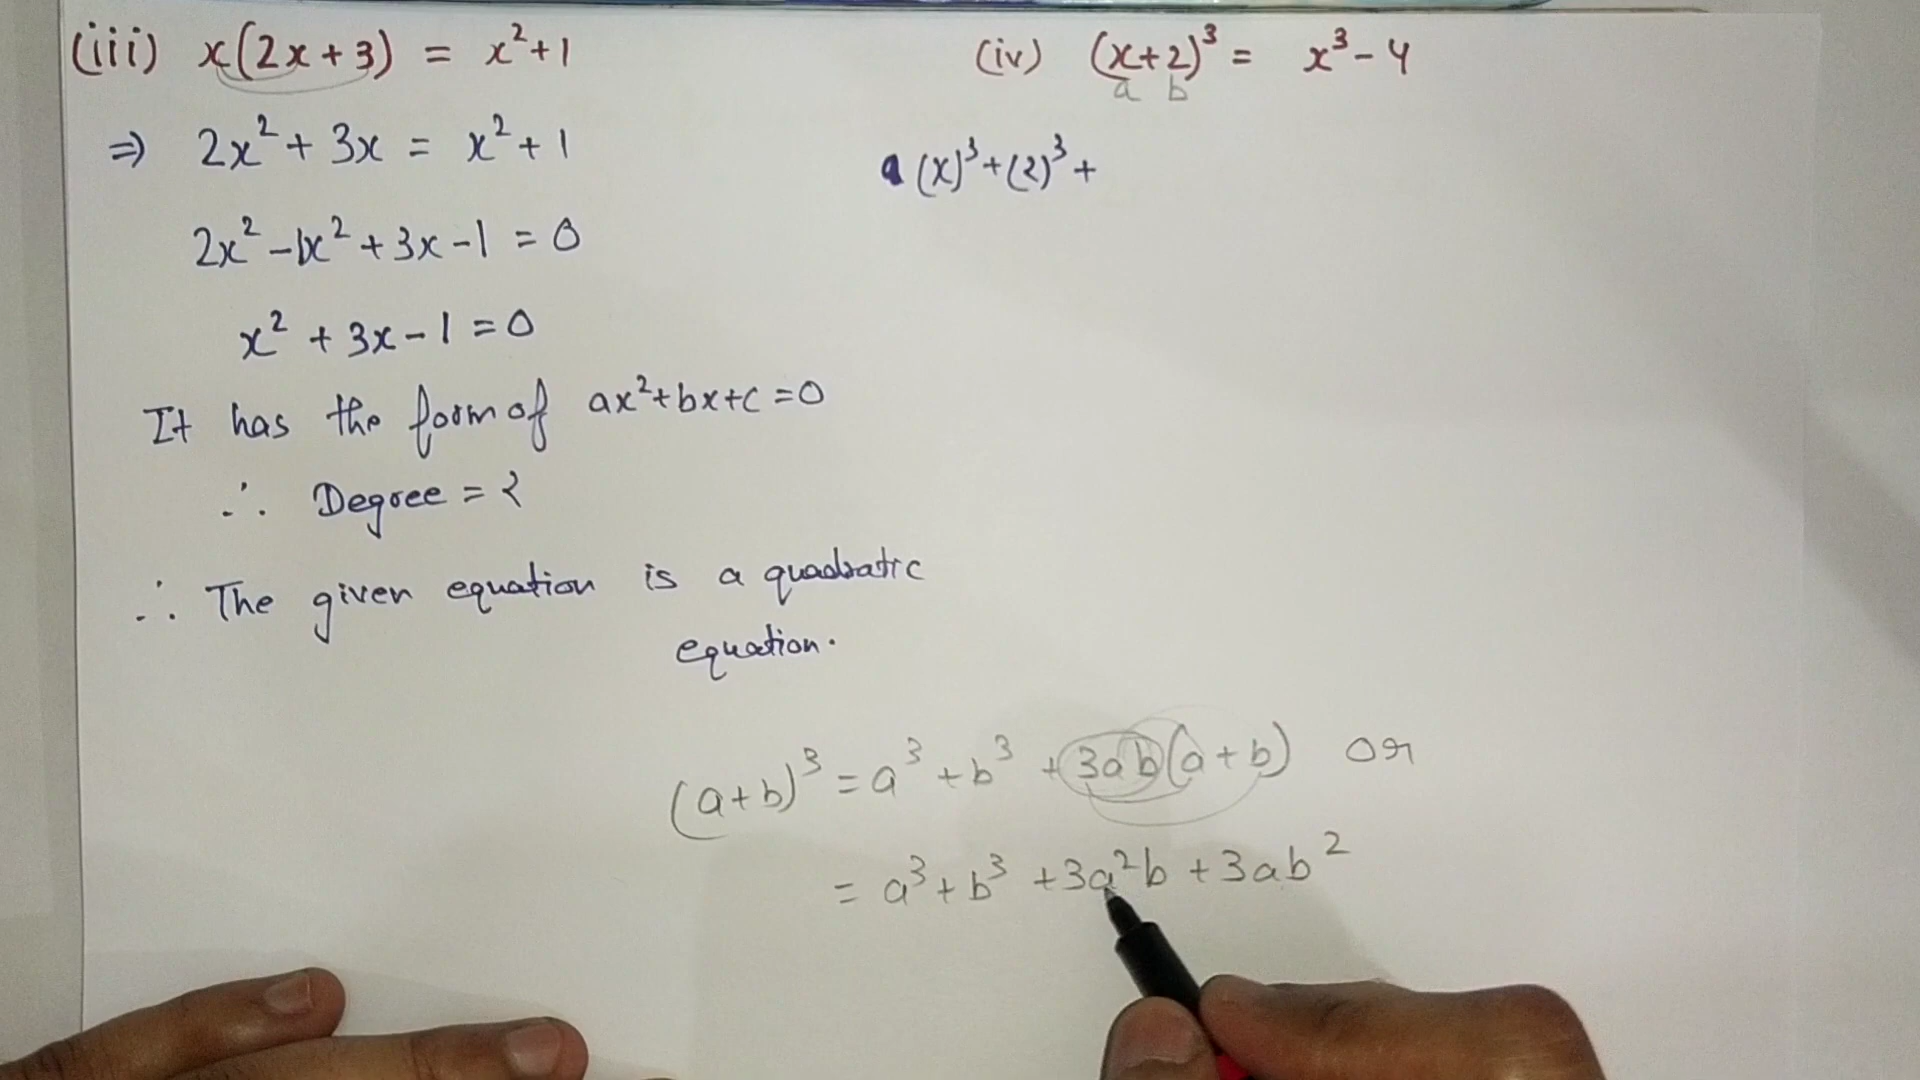 (iii) x(2x+3) = x²+1
⇒ 2x² + 3x = x² + 1
2x² - 1x² + 3x - 1 = 0
x² + 3x - 1 = 0
It has the form of ax²+bx+c = 0
∴ Degree = 2
∴ The given equation is a quadratic
equation.
(iv) (x+2)³ = x³ - 4
a b
(x)³ + (2)³ +
(a+b)³ = a³ + b³ + 3ab(a+b) or
= a³ + b³ + 3a²b + 3ab²